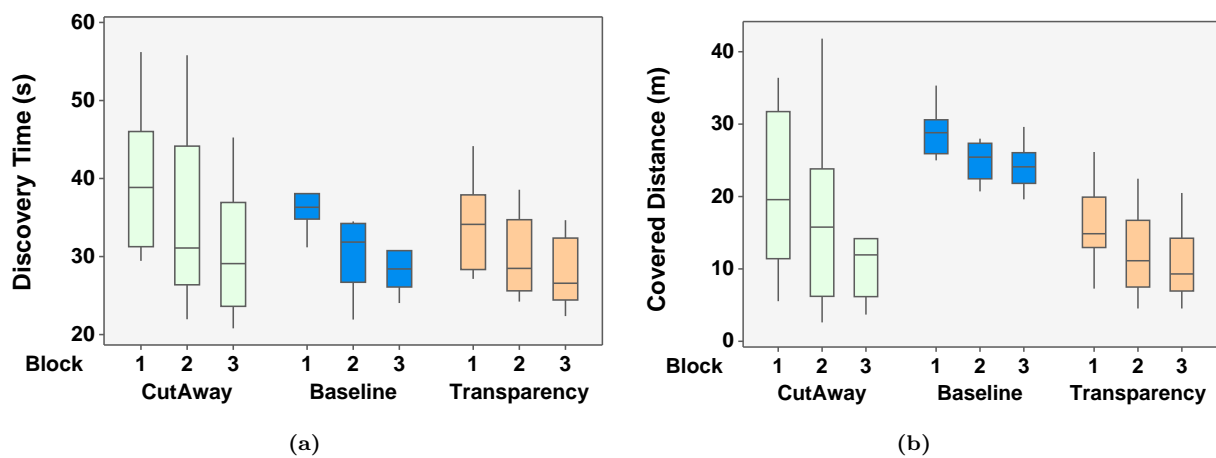 Discovery Time (s)
60
50
40
30
20
Block 1 2 3 1 2 3 1 2 3
CutAway Baseline Transparency
(a)
Covered Distance (m)
40
30
20
10
0
Block 1 2 3 1 2 3 1 2 3
CutAway Baseline Transparency
(b)